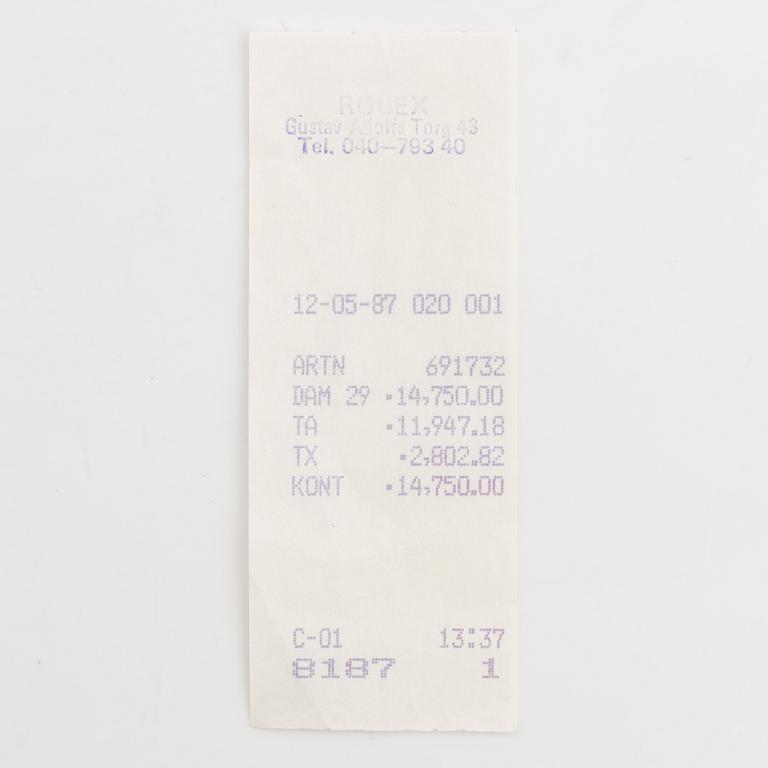 ROLEX
Gustav Adolfs Torg 43
Tel. 040-793 40
12-05-87 020 001
ARTN 691732
DAM 29 ·14,750.00
TA ·11,947.18
TX ·2,802.82
KONT ·14,750.00
C-01 13:37
8187 1